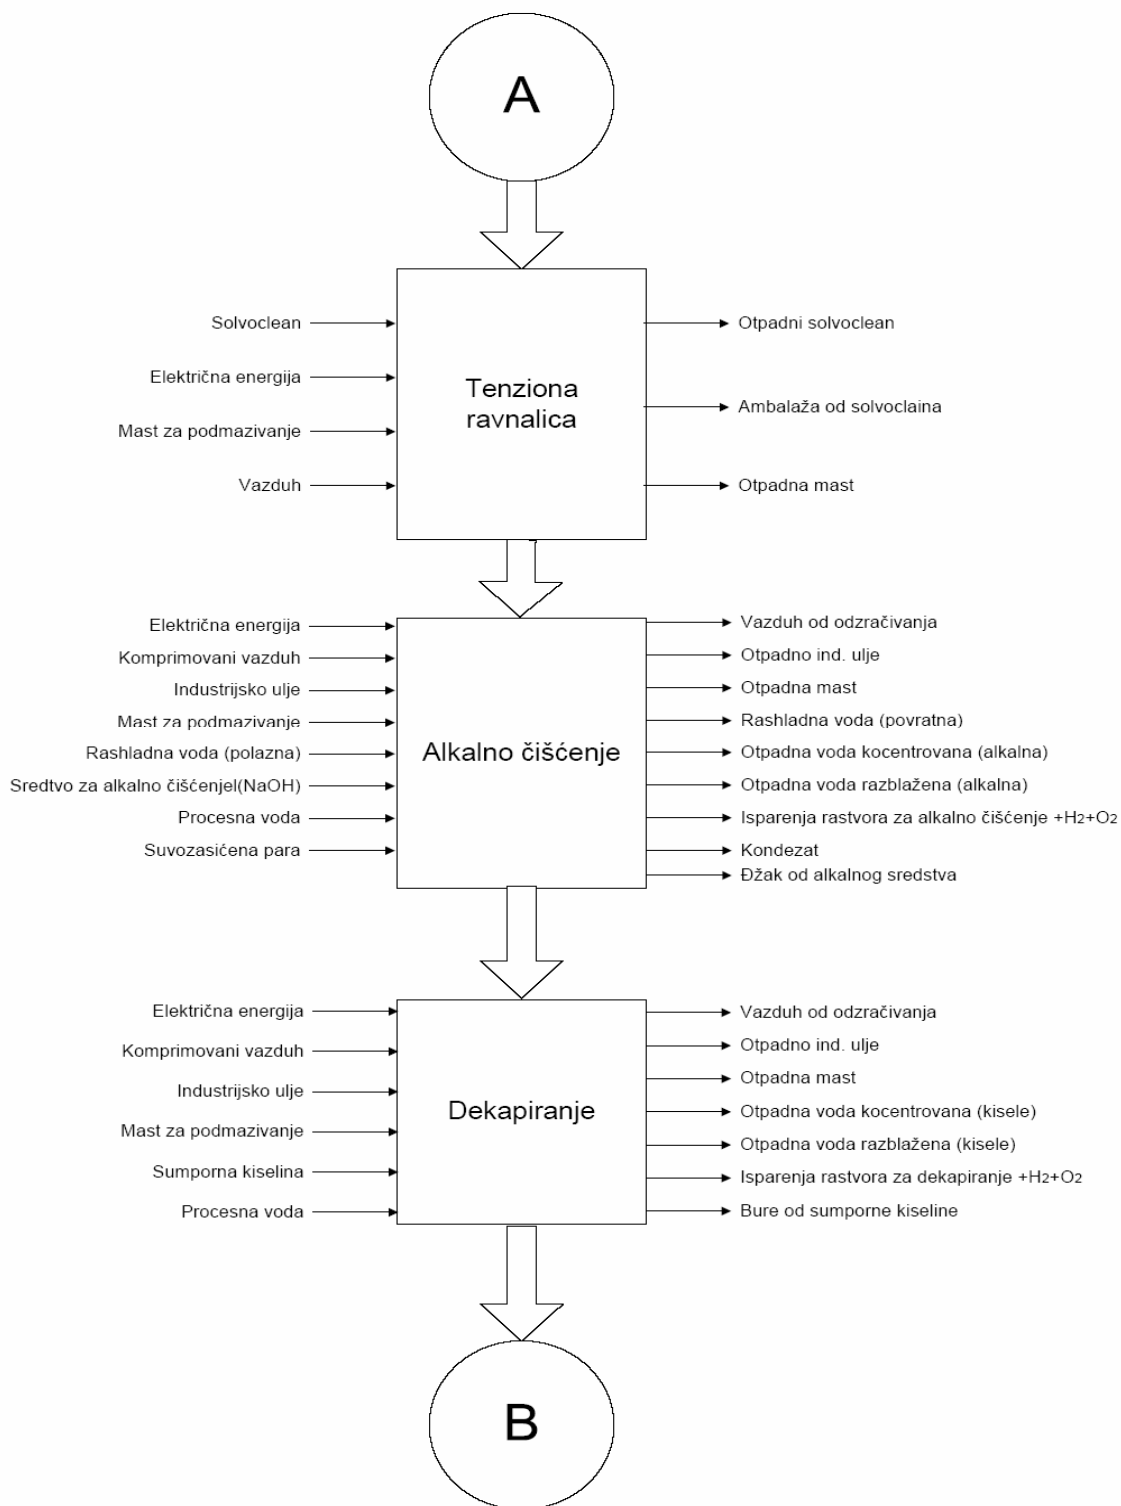 A
Solvoclean
Električna energija
Mast za podmazivanje
Vazduh
Tenziona
ravnalica
Otpadni solvoclean
Ambalaža od solvoclaina
Otpadna mast
Električna energija
Komprimovani vazduh
Industrijsko ulje
Mast za podmazivanje
Rashladna voda (polazna)
Sredtvo za alkalno čišćenjel(NaOH)
Procesna voda
Suvozasićena para
Alkalno čišćenje
Vazduh od odzračivanja
Otpadno ind. ulje
Otpadna mast
Rashladna voda (povratna)
Otpadna voda kocentrovana (alkalna)
Otpadna voda razblažena (alkalna)
Isparenja rastvora za alkalno čišćenje +H2+O2
Kondezat
Đžak od alkalnog sredstva
Električna energija
Komprimovani vazduh
Industrijsko ulje
Mast za podmazivanje
Sumporna kiselina
Procesna voda
Dekapiranje
Vazduh od odzračivanja
Otpadno ind. ulje
Otpadna mast
Otpadna voda kocentrovana (kisele)
Otpadna voda razblažena (kisele)
Isparenja rastvora za dekapiranje +H2+O2
Bure od sumporne kiseline
B